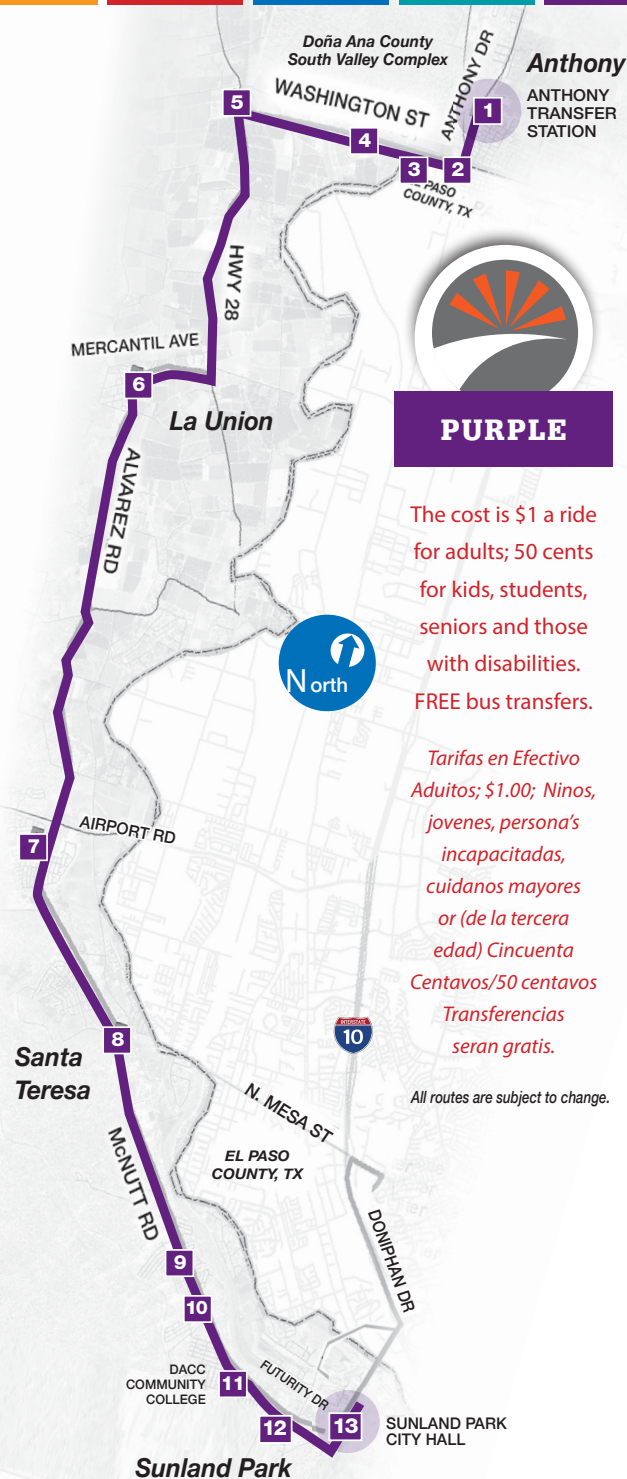 Doña Ana County
South Valley Complex
Anthony
ANTHONY
TRANSFER
STATION
ANTHONY DR
WASHINGTON ST
1
2
3
4
5
EL PASO
COUNTY, TX
HWY 28
MERCANTIL AVE
6
La Union
PURPLE
ALVAREZ RD
The cost is $1 a ride
for adults; 50 cents
for kids, students,
seniors and those
with disabilities.
FREE bus transfers.
North
Tarifas en Efectivo
Aduitos; $1.00; Ninos,
jovenes, persona's
incapacitadas,
cuidanos mayores
or (de la tercera
edad) Cincuenta
Centavos/50 centavos
Transferencias
seran gratis.
All routes are subject to change.
AIRPORT RD
7
INTERSTATE
10
8
Santa
Teresa
N. MESA ST
EL PASO
COUNTY, TX
McNUTT RD
DONIPHAN DR
9
10
DACC
COMMUNITY
COLLEGE
11
FUTURITY DR
12
13
SUNLAND PARK
CITY HALL
Sunland Park